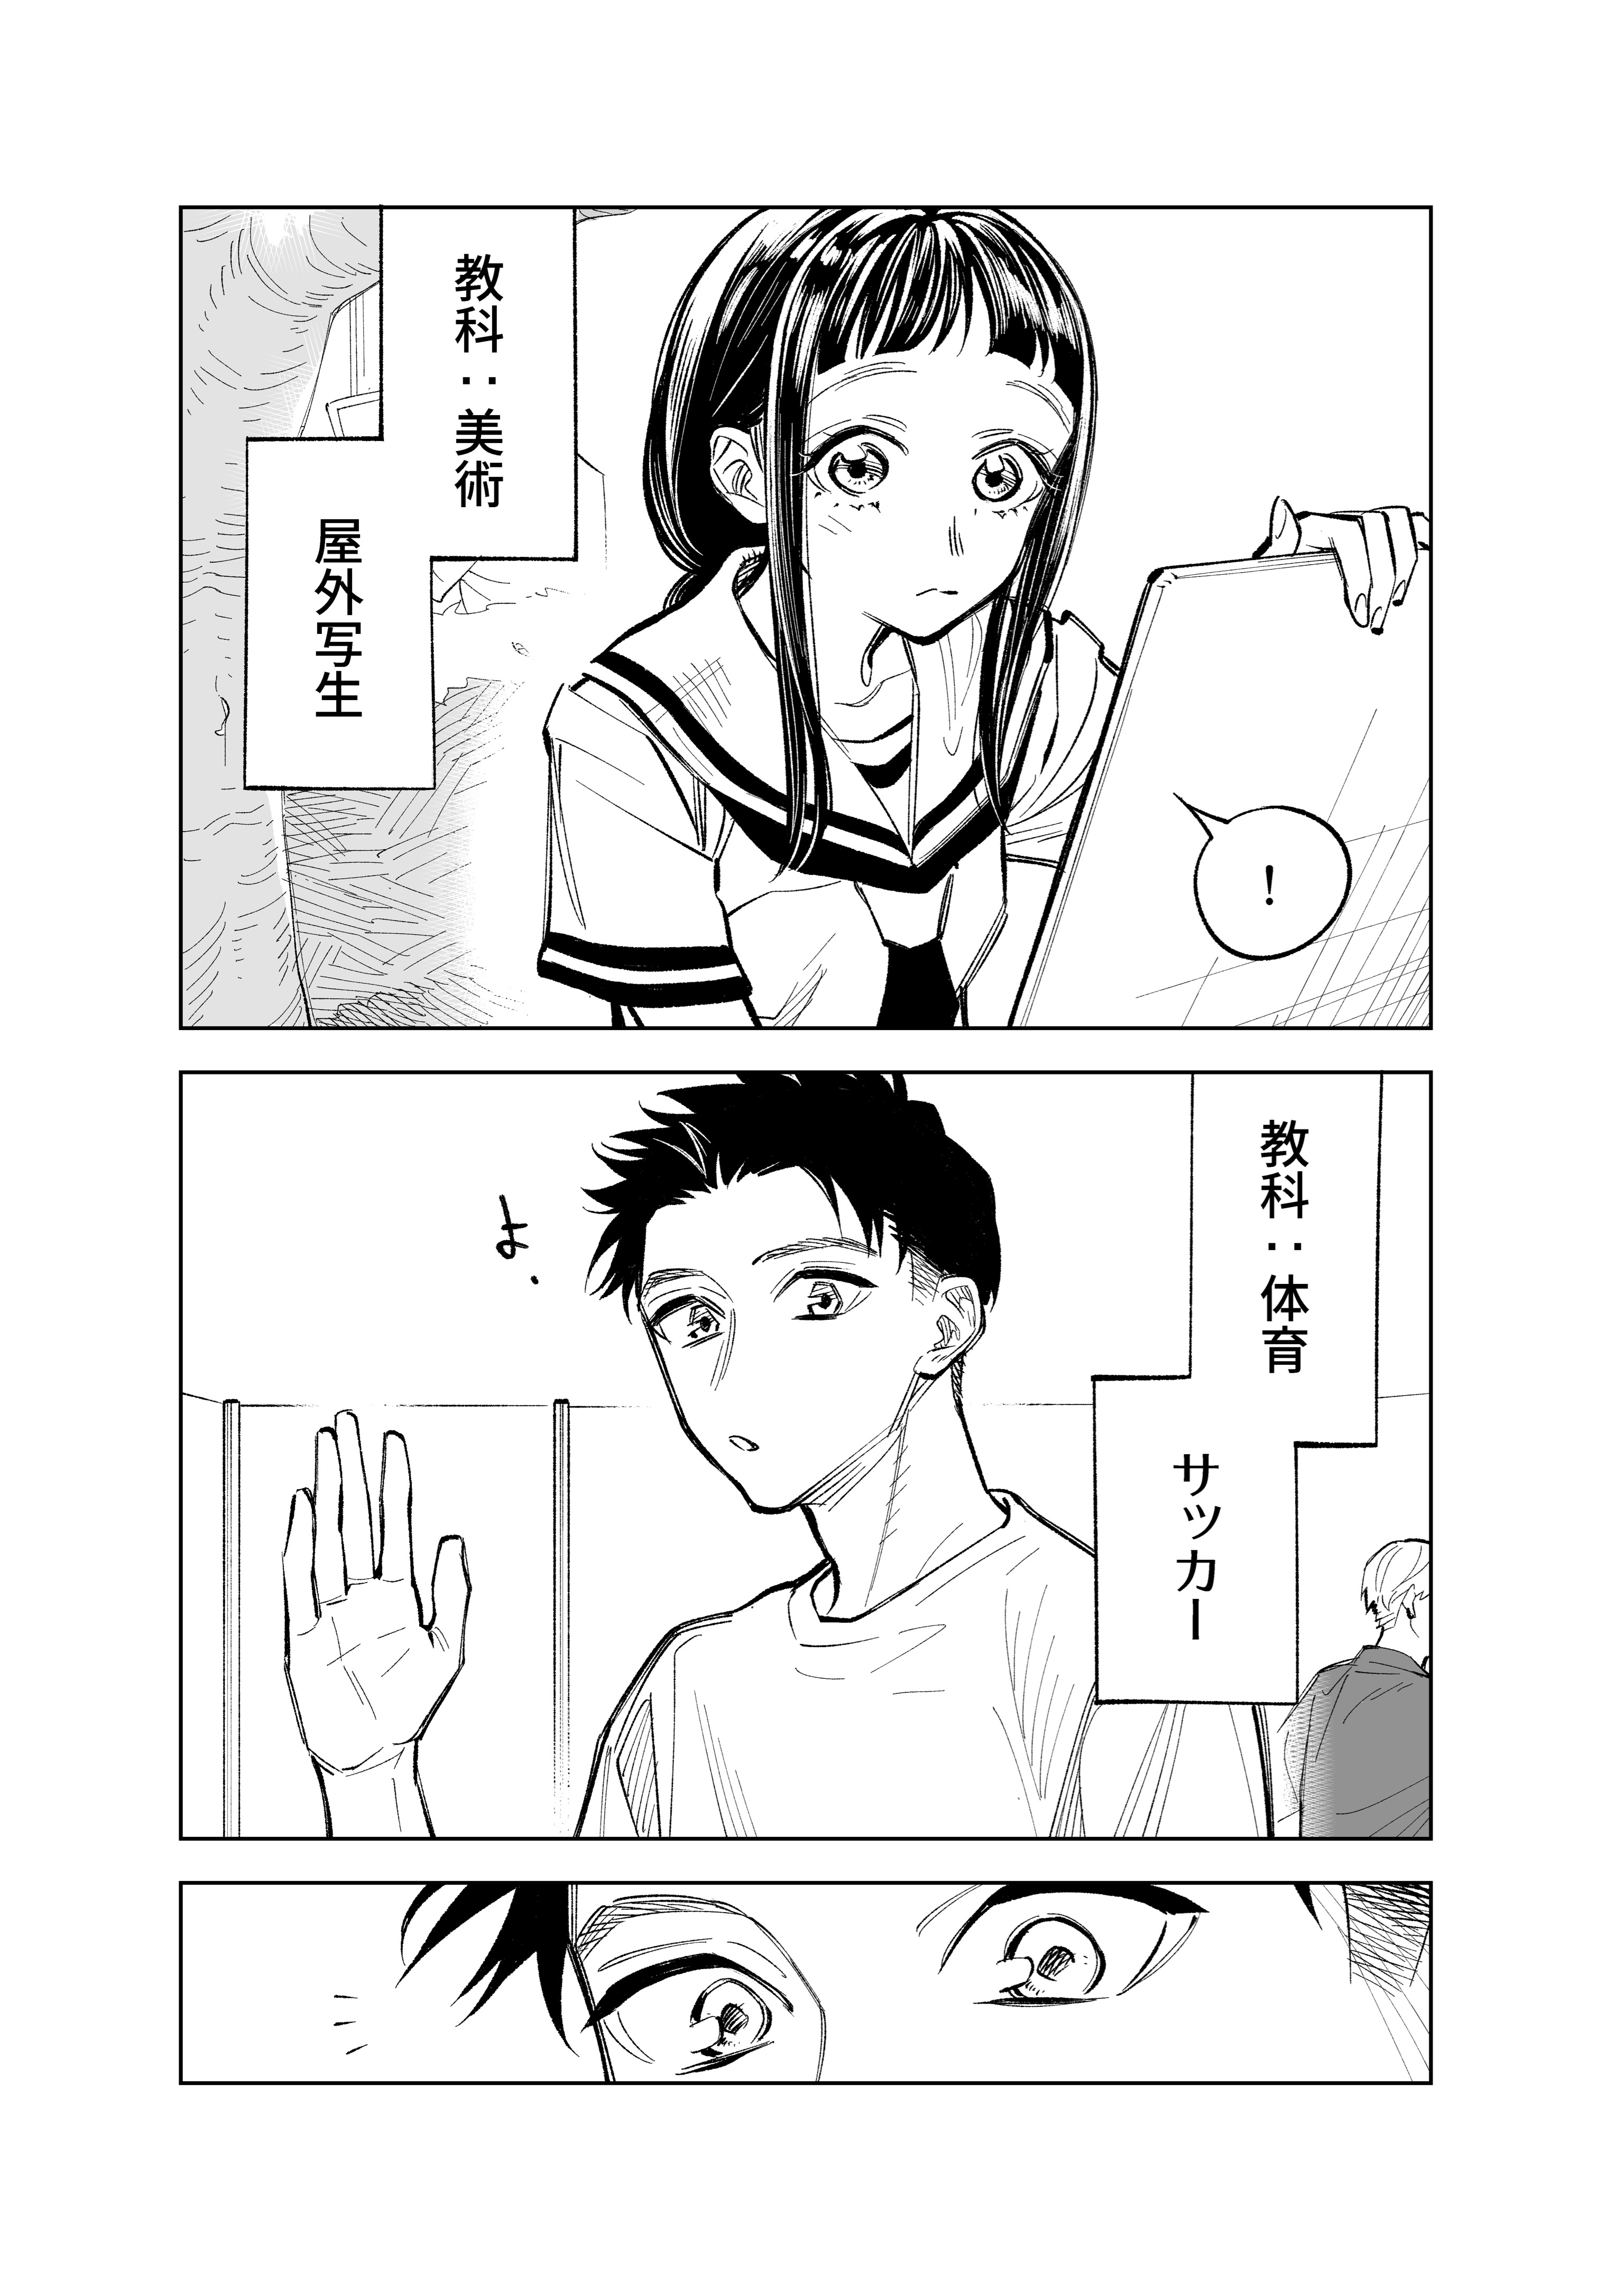 教科：美術
屋外写生
！
教科：体育
サッカー
よ.